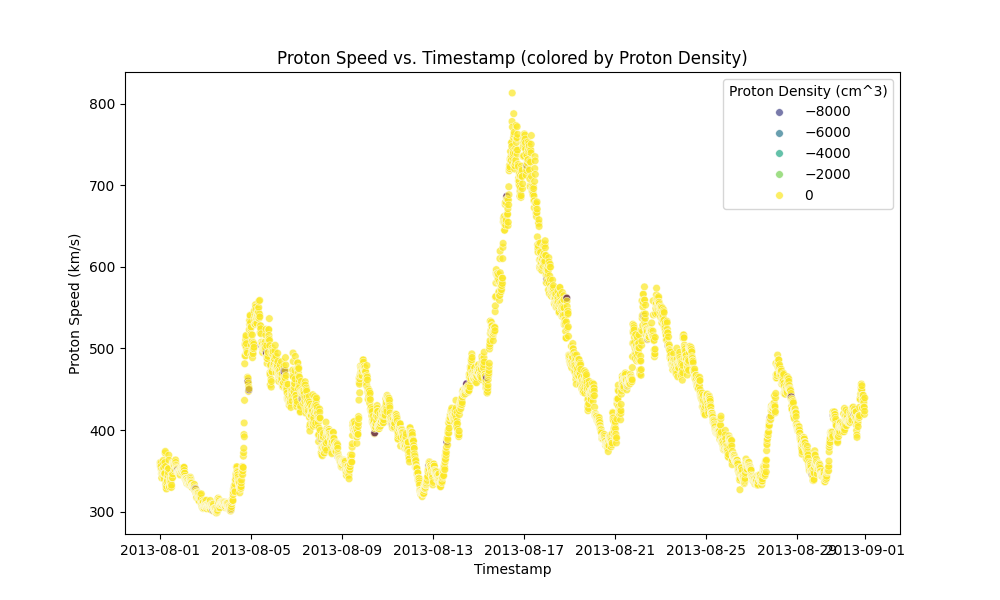 Proton Speed vs. Timestamp (colored by Proton Density)
Proton Density (cm^3)
−8000
−6000
−4000
−2000
0
800
700
600
500
400
300
Proton Speed (km/s)
2013-08-01 2013-08-05 2013-08-09 2013-08-13 2013-08-17 2013-08-21 2013-08-25 2013-08-29 2013-09-01
Timestamp